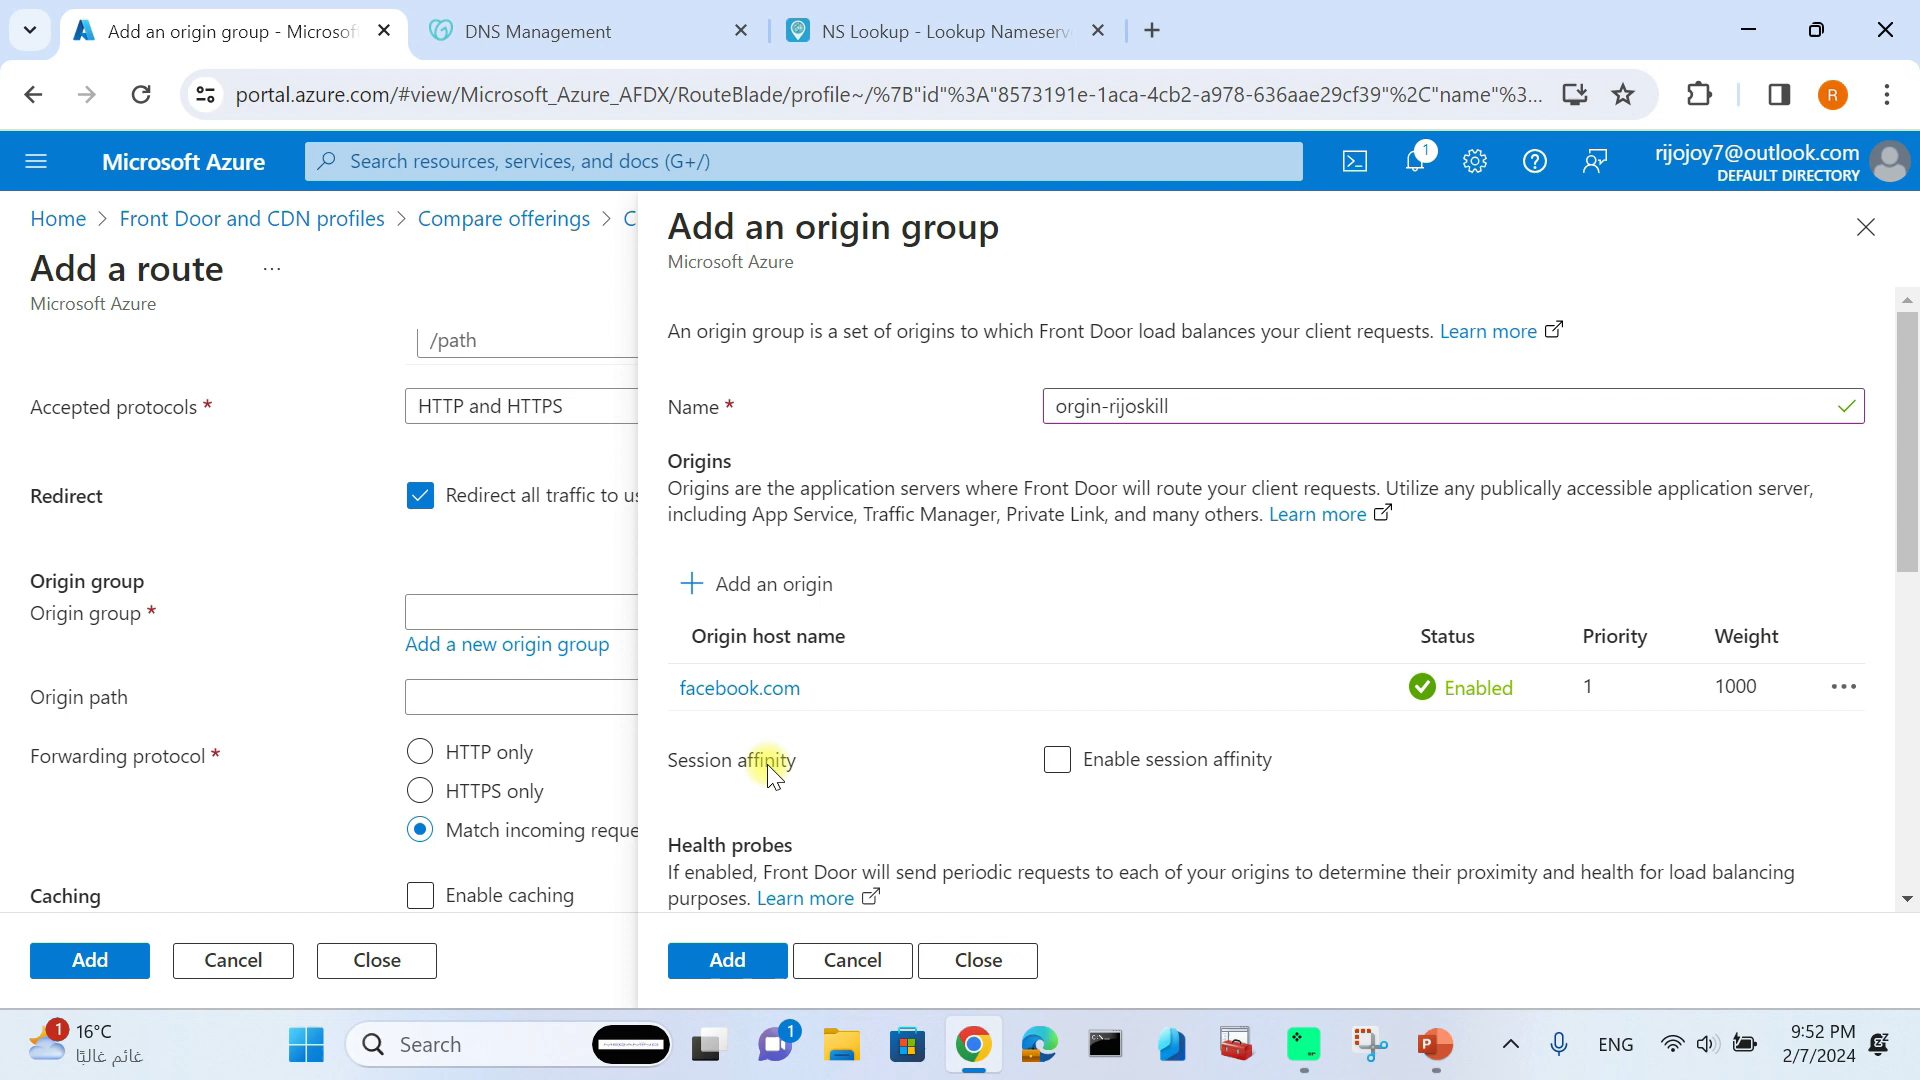 Add an origin group - Microsof
DNS Management
NS Lookup - Lookup Nameserv
portal.azure.com/#view/Microsoft_Azure_AFDX/RouteBlade/profile~/%7B"id"%3A"8573191e-1aca-4cb2-a978-636aae29cf39"%2C"name"%3...
R
Microsoft Azure
Search resources, services, and docs (G+/)
1
rijojoy7@outlook.com
DEFAULT DIRECTORY
Home > Front Door and CDN profiles > Compare offerings > C
Add a route ...
Microsoft Azure
/path
Accepted protocols *
HTTP and HTTPS
Redirect
Redirect all traffic to us
Origin group
Origin group *
Add a new origin group
Origin path
Forwarding protocol *
HTTP only
HTTPS only
Match incoming reque
Caching
Enable caching
Add
Cancel
Close
Add an origin group
Microsoft Azure
An origin group is a set of origins to which Front Door load balances your client requests. Learn more
Name *
orgin-rijoskill
Origins
Origins are the application servers where Front Door will route your client requests. Utilize any publically accessible application server,
including App Service, Traffic Manager, Private Link, and many others. Learn more
Add an origin
Origin host name Status Priority Weight
facebook.com Enabled 1 1000 ...
Session affinity
Enable session affinity
Health probes
If enabled, Front Door will send periodic requests to each of your origins to determine their proximity and health for load balancing
purposes. Learn more
Add
Cancel
Close
1
16°C
غائم غالبًا
Search
1
P
ENG
9:52 PM
2/7/2024